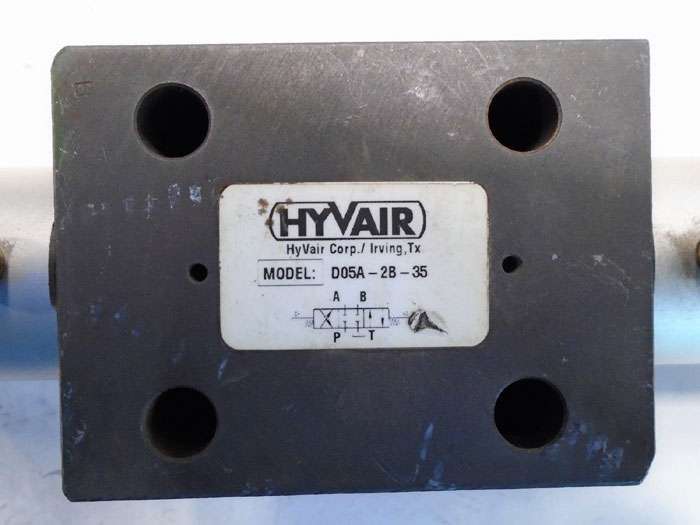 HYVAIR
HyVair Corp./ Irving,Tx
MODEL: D05A-2B-35
A B
P T